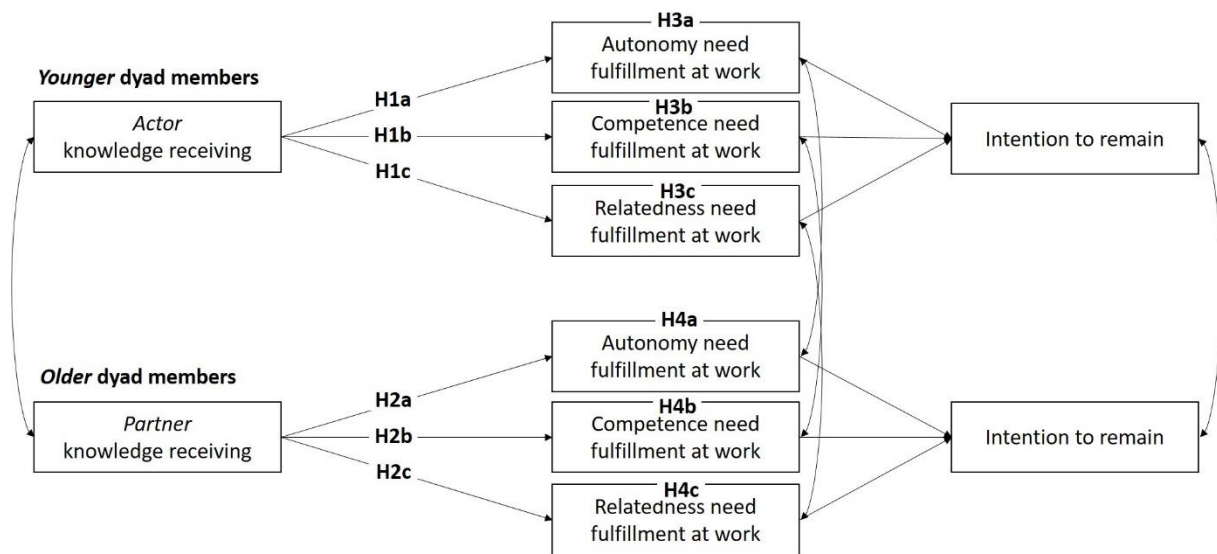 H3a
Autonomy need
fulfillment at work
Younger dyad members
H1a
Actor
knowledge receiving
H1b
H3b
Competence need
fulfillment at work
Intention to remain
H1c
H3c
Relatedness need
fulfillment at work
H4a
Autonomy need
fulfillment at work
Older dyad members
H2a
Partner
knowledge receiving
H2b
H4b
Competence need
fulfillment at work
Intention to remain
H2c
H4c
Relatedness need
fulfillment at work